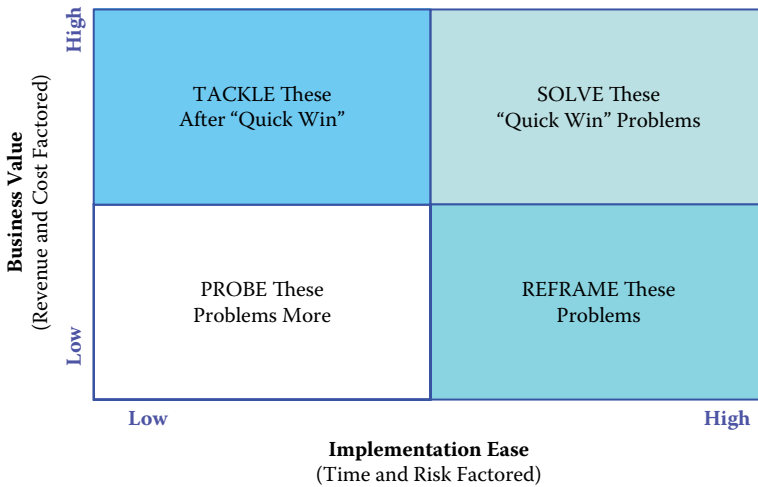 High
TACKLE These
After “Quick Win”
SOLVE These
“Quick Win” Problems
Business Value
(Revenue and Cost Factored)
PROBE These
Problems More
REFRAME These
Problems
Low
Low
High
Implementation Ease
(Time and Risk Factored)